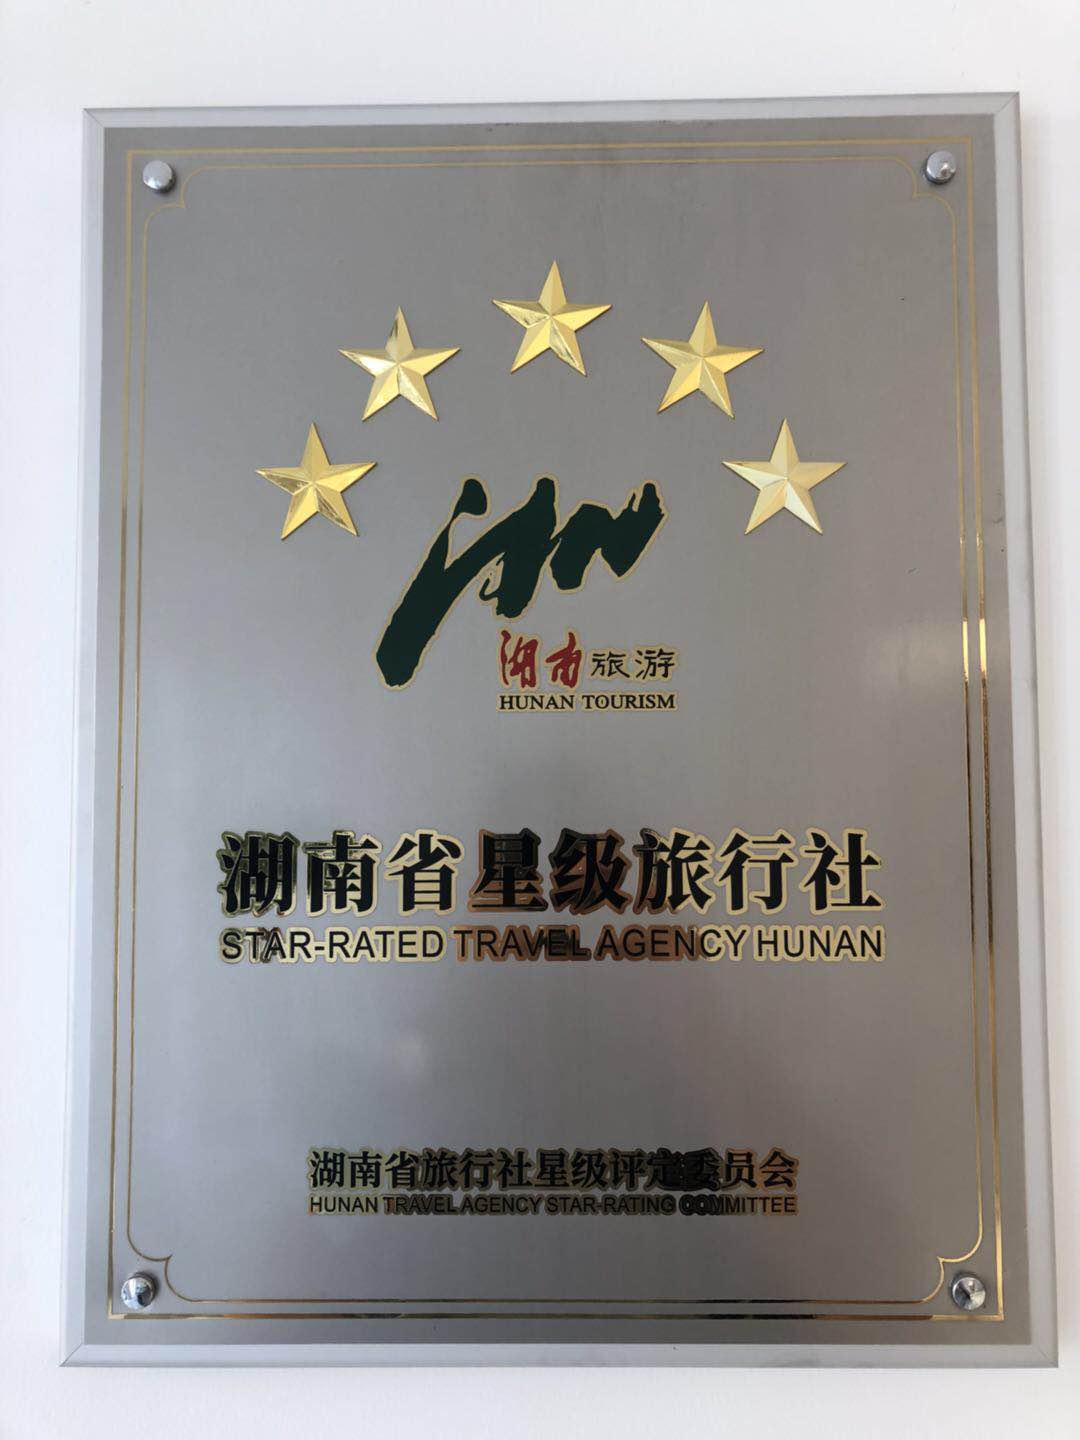 湖南旅游
HUNAN TOURISM
湖南省星级旅行社
STAR-RATED TRAVEL AGENCY HUNAN
湖南省旅行社星级评定委员会
HUNAN TRAVEL AGENCY STAR-RATING COMMITTEE